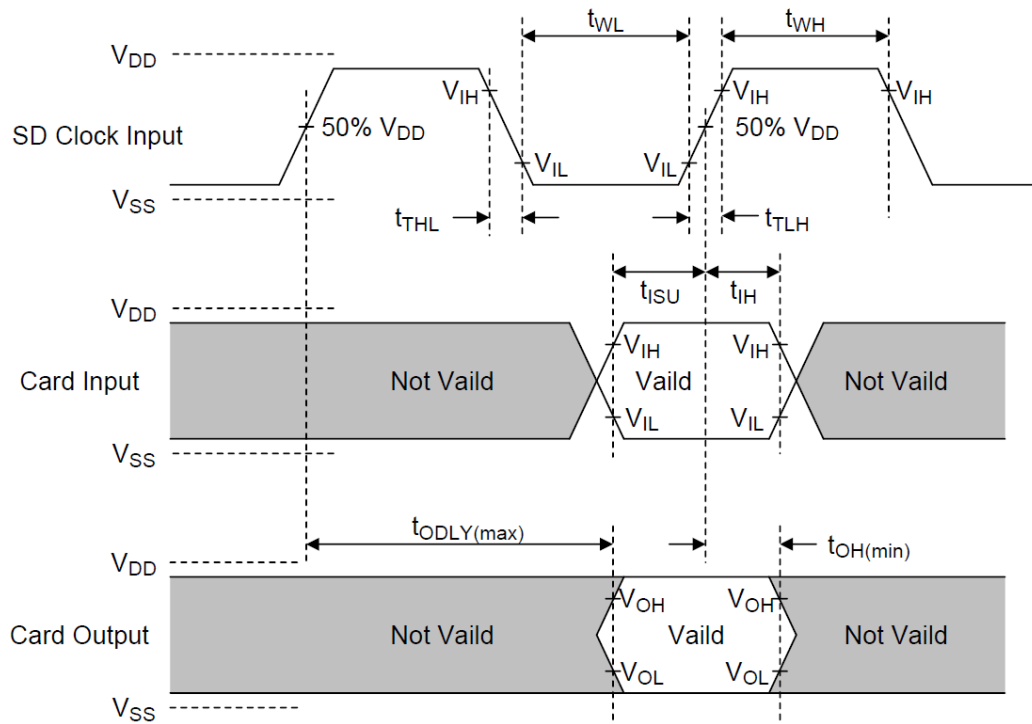 tWL tWH
VDD
VIH VIH VIH
SD Clock Input 50% VDD 50% VDD
VIL VIL
VSS
tTHL tTLH
tISU tIH
VDD
VIH VIH
Card Input Not Vaild Vaild Not Vaild
VIL VIL
VSS
tODLY(max) tOH(min)
VDD
VOH VOH
Card Output Not Vaild Vaild Not Vaild
VOL VOL
VSS